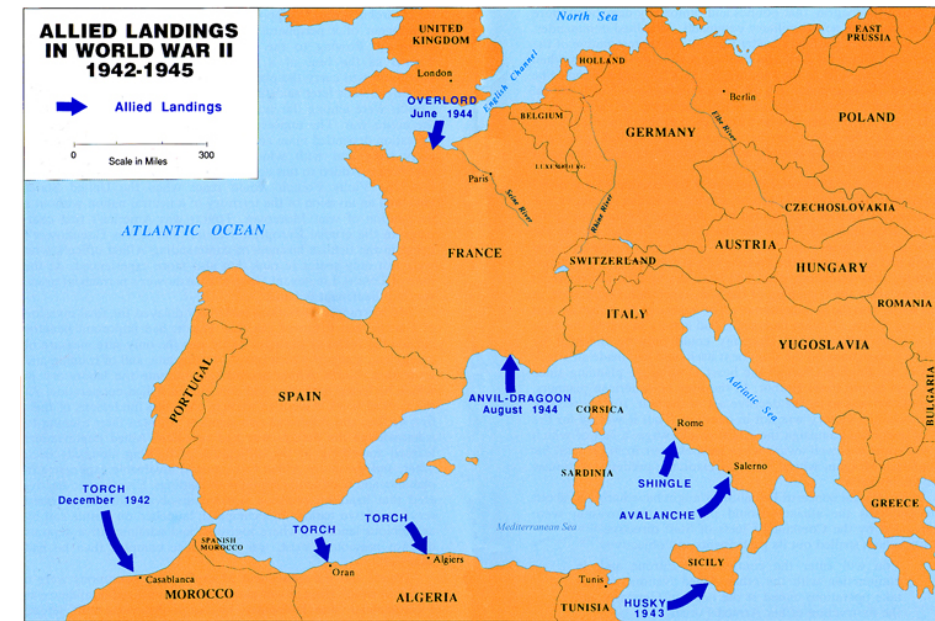 ALLIED LANDINGS
IN WORLD WAR II
1942-1945
Allied Landings
0
300
Scale in Miles
North Sea
UNITED
KINGDOM
London
English Channel
HOLLAND
EAST
PRUSSIA
Berlin
OVERLORD
June 1944
BELGIUM
GERMANY
Elbe River
POLAND
LUXEMBOURG
Paris
Seine River
Rhine River
CZECHOSLOVAKIA
ATLANTIC OCEAN
FRANCE
SWITZERLAND
AUSTRIA
HUNGARY
ROMANIA
ITALY
YUGOSLAVIA
PORTUGAL
SPAIN
ANVIL-DRAGOON
August 1944
CORSICA
Adriatic Sea
BULGARIA
Rome
SARDINIA
SHINGLE
Salerno
AVALANCHE
GREECE
TORCH
December 1942
TORCH
TORCH
Mediterranean Sea
SPANISH
MOROCCO
Casablanca
MOROCCO
Oran
Algiers
ALGERIA
Tunis
TUNISIA
SICILY
HUSKY
1943